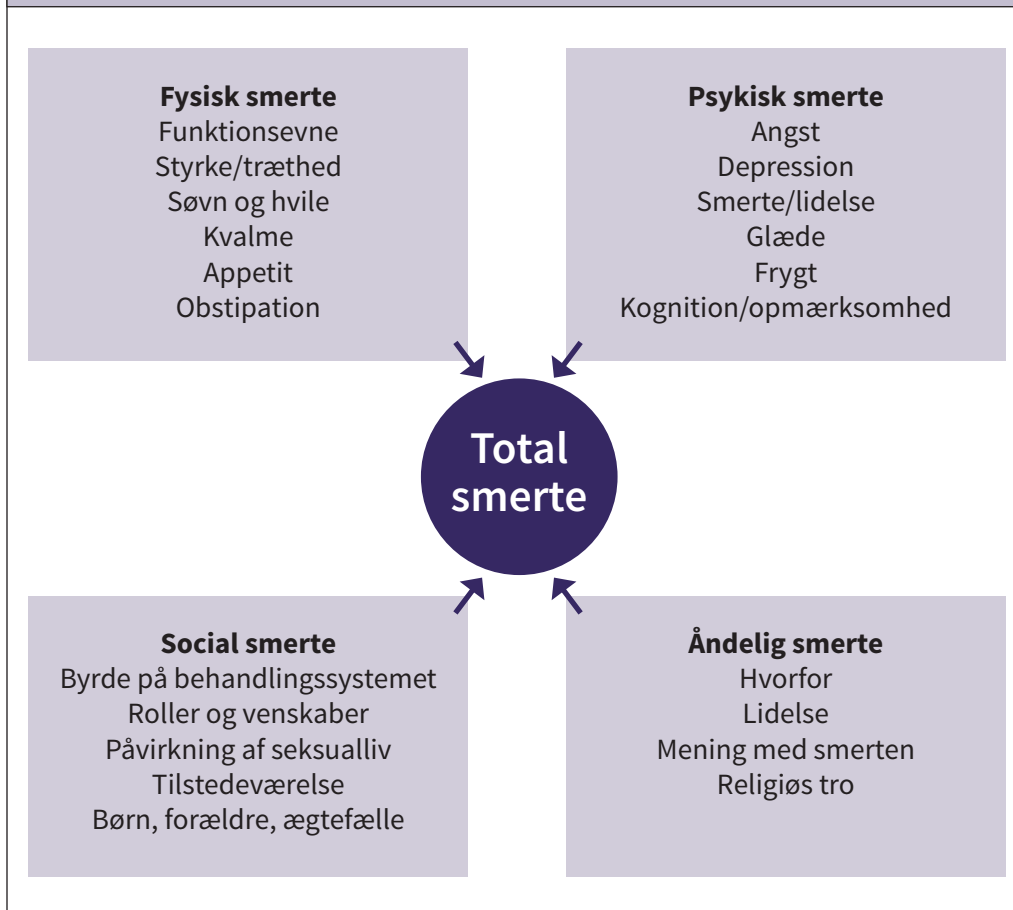 Fysisk smerte
Funktionsevne
Styrke/træthed
Søvn og hvile
Kvalme
Appetit
Obstipation
Psykisk smerte
Angst
Depression
Smerte/lidelse
Glæde
Frygt
Kognition/opmærksomhed
Total
smerte
Social smerte
Byrde på behandlingssystemet
Roller og venskaber
Påvirkning af seksualliv
Tilstedeværelse
Børn, forældre, ægtefælle
Åndelig smerte
Hvorfor
Lidelse
Mening med smerten
Religiøs tro